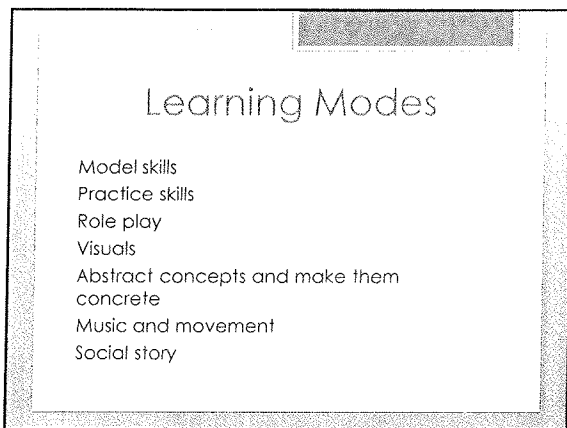 Learning Modes
Model skills
Practice skills
Role play
Visuals
Abstract concepts and make them
concrete
Music and movement
Social story